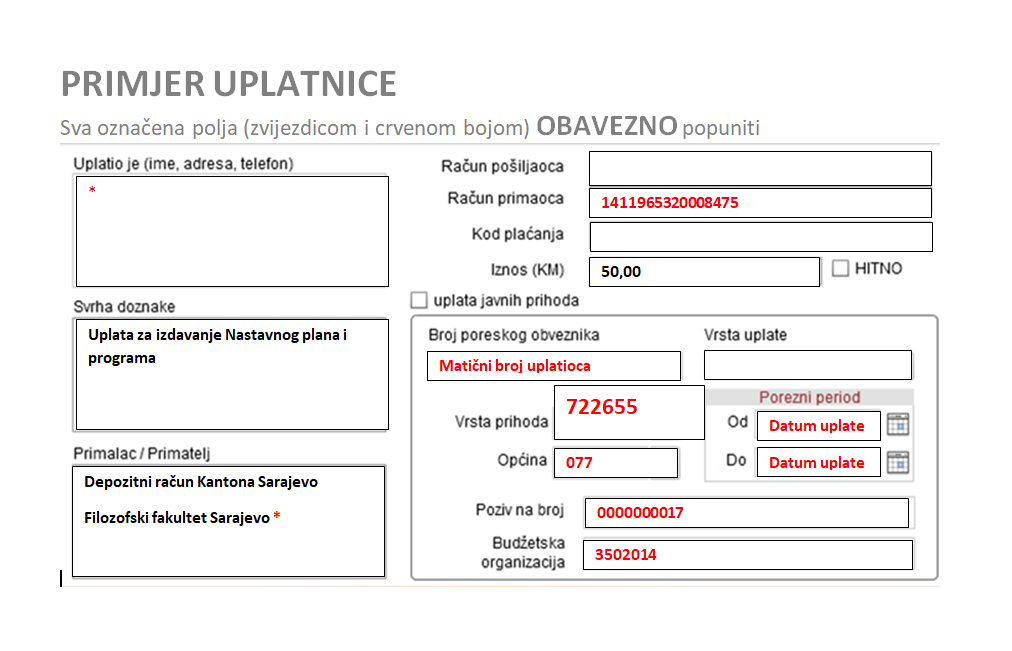 PRIMJER UPLATNICE
Sva označena polja (zvijezdicom i crvenom bojom) OBAVEZNO popuniti
Uplatio je (ime, adresa, telefon)
*
Svrha doznake
Uplata za izdavanje Nastavnog plana i
programa
Primalac / Primatelj
Depozitni račun Kantona Sarajevo
Filozofski fakultet Sarajevo *
Račun pošiljaoca
Račun primaoca 1411965320008475
Kod plaćanja
Iznos (KM) 50,00 HITNO
uplata javnih prihoda
Broj poreskog obveznika Vrsta uplate
Matični broj uplatioca
Vrsta prihoda 722655
Porezni period
Od Datum uplate
Općina 077
Do Datum uplate
Poziv na broj 0000000017
Budžetska
organizacija 3502014